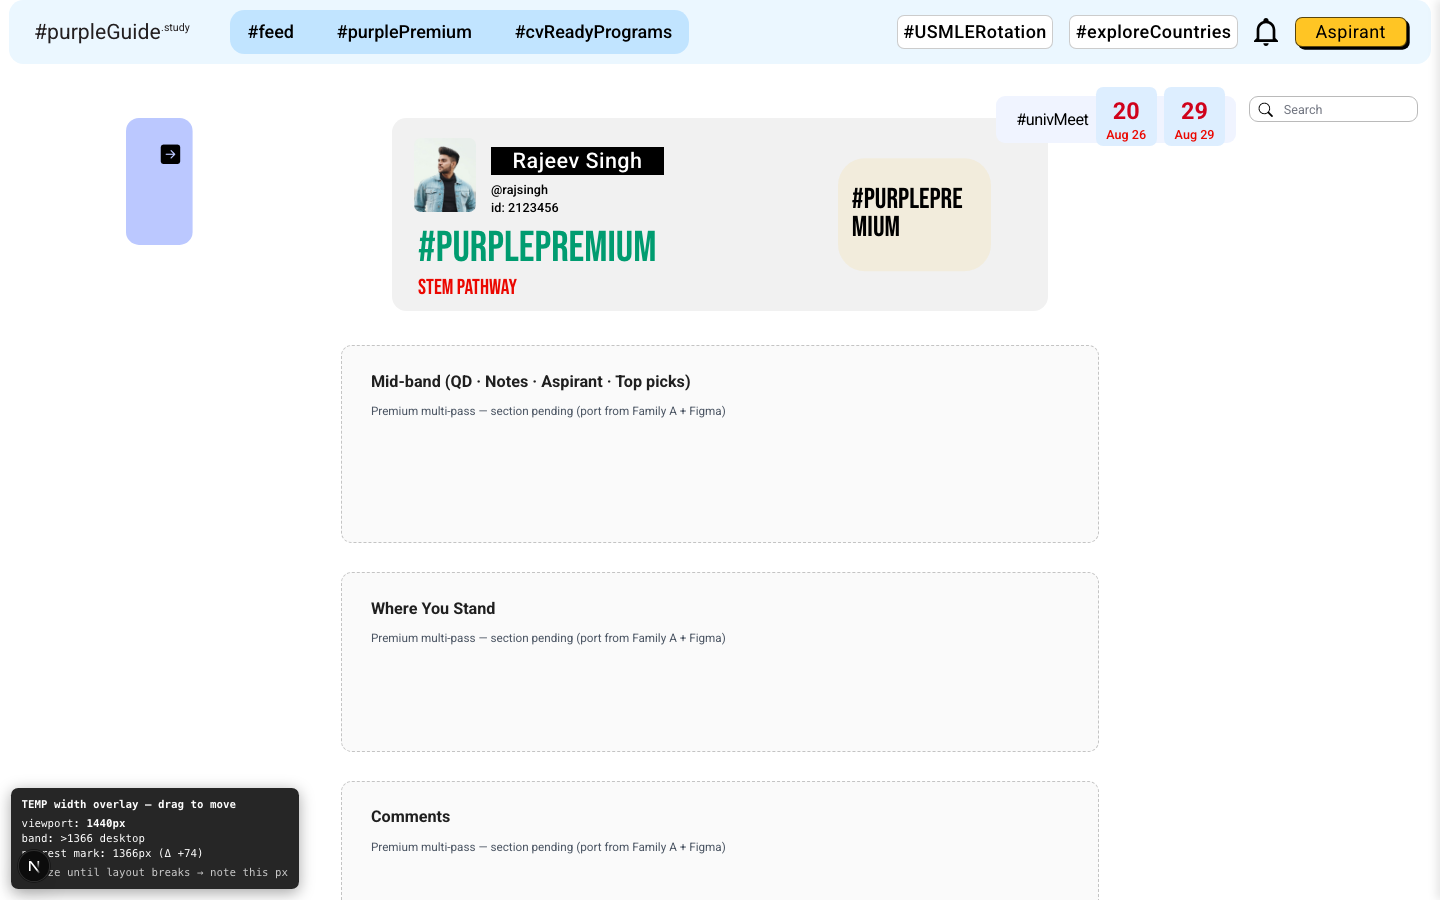 #purpleGuide.study
#feed #purplePremium #cvReadyPrograms #USMLERotation #exploreCountries Aspirant
#univMeet 20 Aug 26 29 Aug 29
Search
Rajeev Singh
@rajsingh
id: 2123456
#PURPLEPREMIUM
STEM PATHWAY
#PURPLEPRE
MIUM
Mid-band (QD · Notes · Aspirant · Top picks)
Premium multi-pass — section pending (port from Family A + Figma)
Where You Stand
Premium multi-pass — section pending (port from Family A + Figma)
Comments
Premium multi-pass — section pending (port from Family A + Figma)
TEMP width overlay — drag to move
viewport: 1440px
band: >1366 desktop
mark: 1366px (Δ +74)
until layout breaks → note this px
N